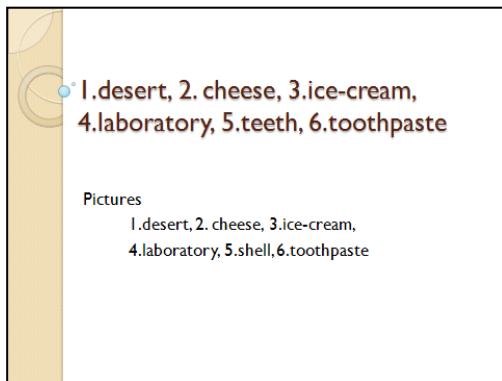 1.desert, 2. cheese, 3.ice-cream,
4.laboratory, 5.teeth, 6.toothpaste
Pictures
1.desert, 2. cheese, 3.ice-cream,
4.laboratory, 5.shell,6.toothpaste